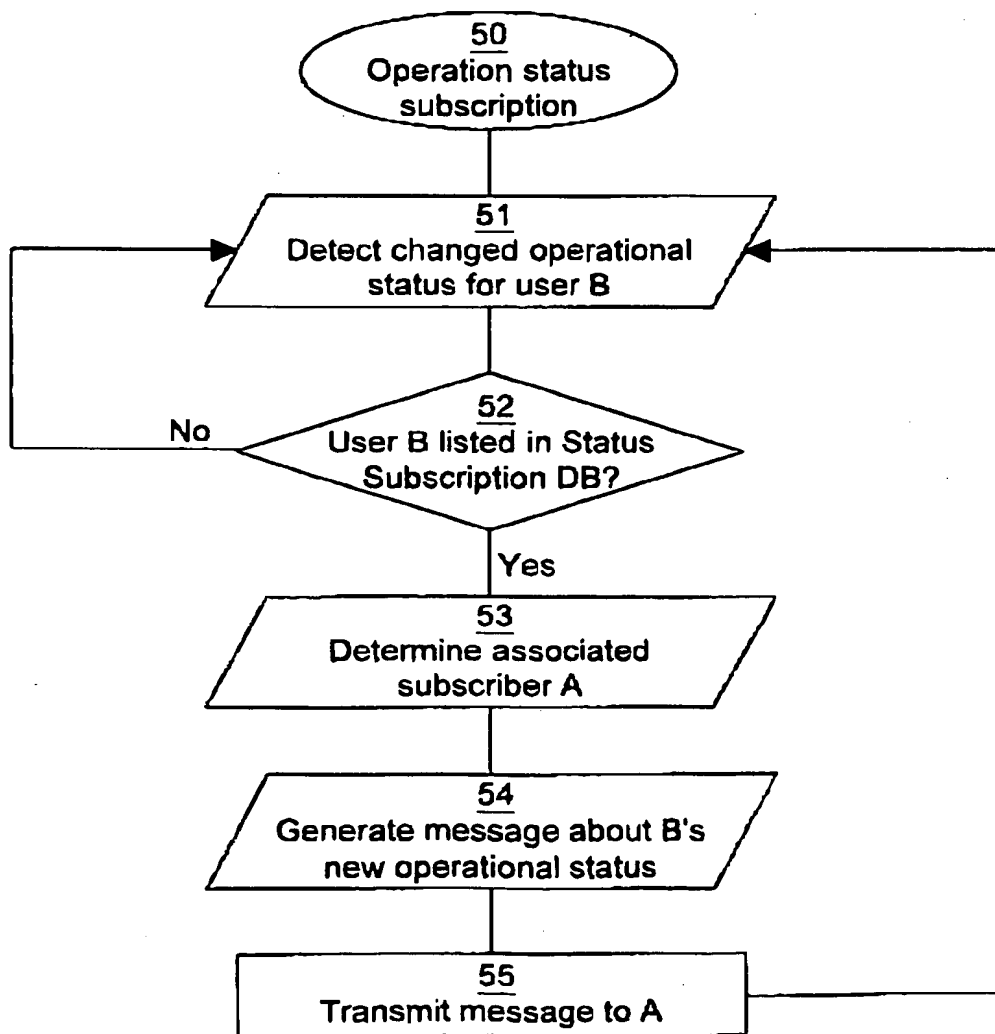 50
Operation status
subscription
51
Detect changed operational
status for user B
52
User B listed in Status
Subscription DB?
No
Yes
53
Determine associated
subscriber A
54
Generate message about B's
new operational status
55
Transmit message to A